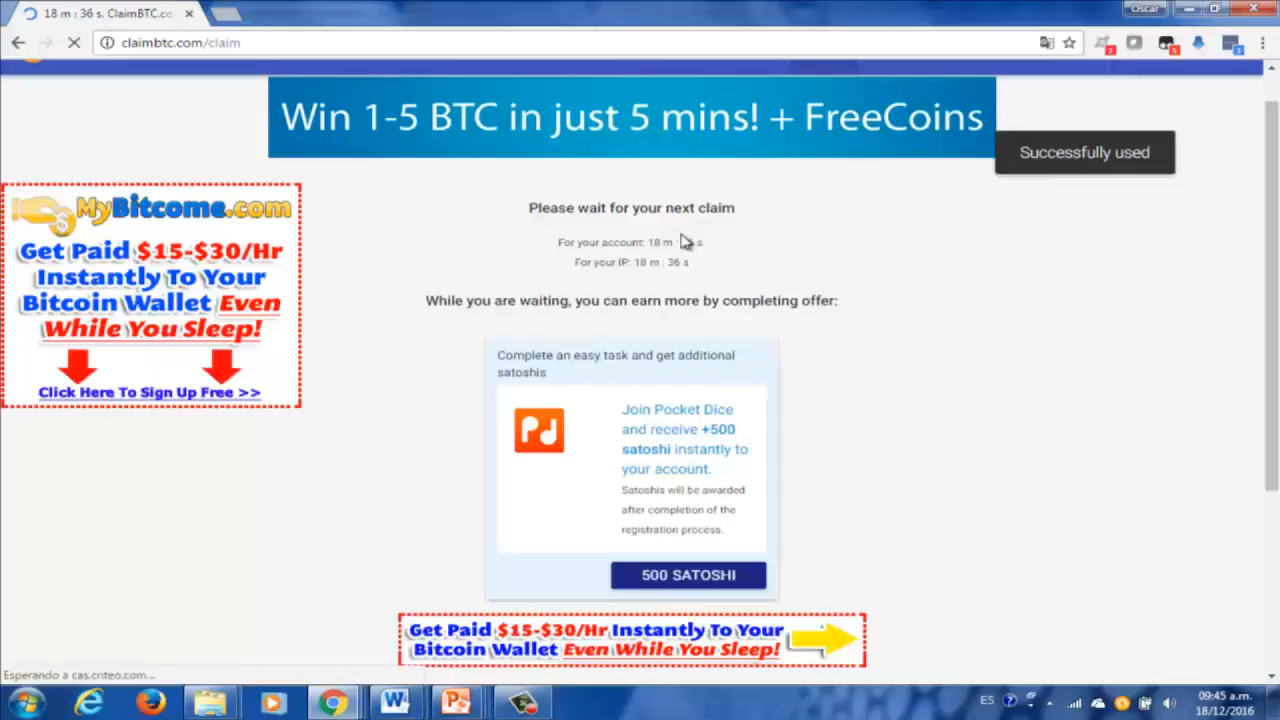 18 m : 36 s. ClaimBTC.co
Oscar
claimbtc.com/claim
Win 1-5 BTC in just 5 mins! + FreeCoins
Successfully used
MyBitcome.com
Get Paid $15-$30/Hr
Instantly To Your
Bitcoin Wallet Even
While You Sleep!
Click Here To Sign Up Free >>
Please wait for your next claim
For your account: 18 m : s
For your IP: 18 m : 36 s
While you are waiting, you can earn more by completing offer:
Complete an easy task and get additional
satoshis
Pd
Join Pocket Dice
and receive +500
satoshi instantly to
your account.
Satoshis will be awarded
after completion of the
registration process.
500 SATOSHI
Get Paid $15-$30/Hr Instantly To Your
Bitcoin Wallet Even While You Sleep!
Esperando a cas.criteo.com...
ES
09:45 a.m.
18/12/2016